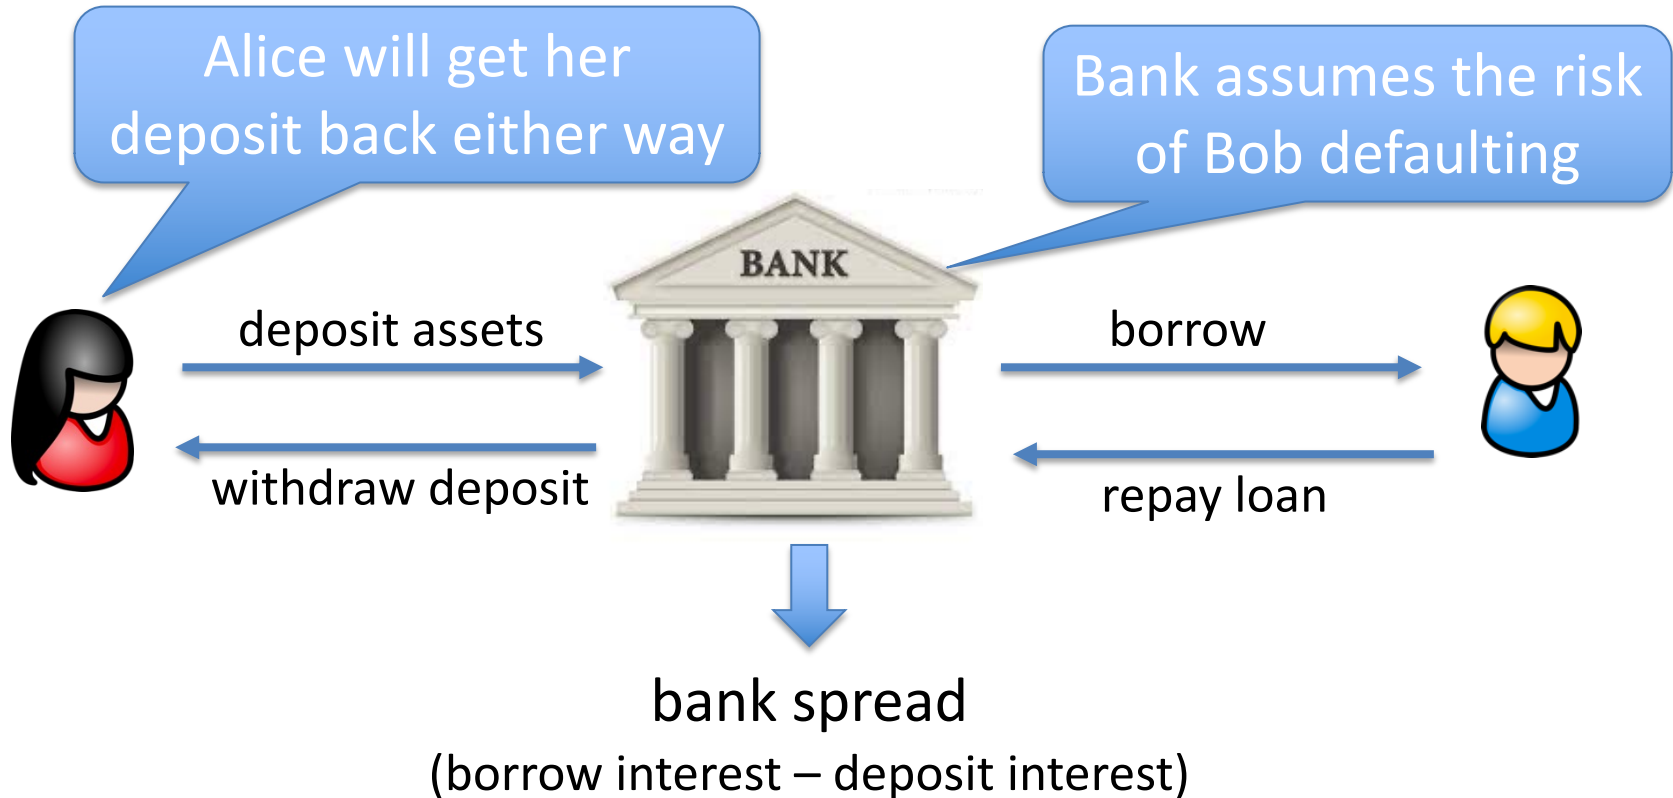 Alice will get her
deposit back either way
Bank assumes the risk
of Bob defaulting
BANK
deposit assets
borrow
withdraw deposit
repay loan
bank spread
(borrow interest – deposit interest)